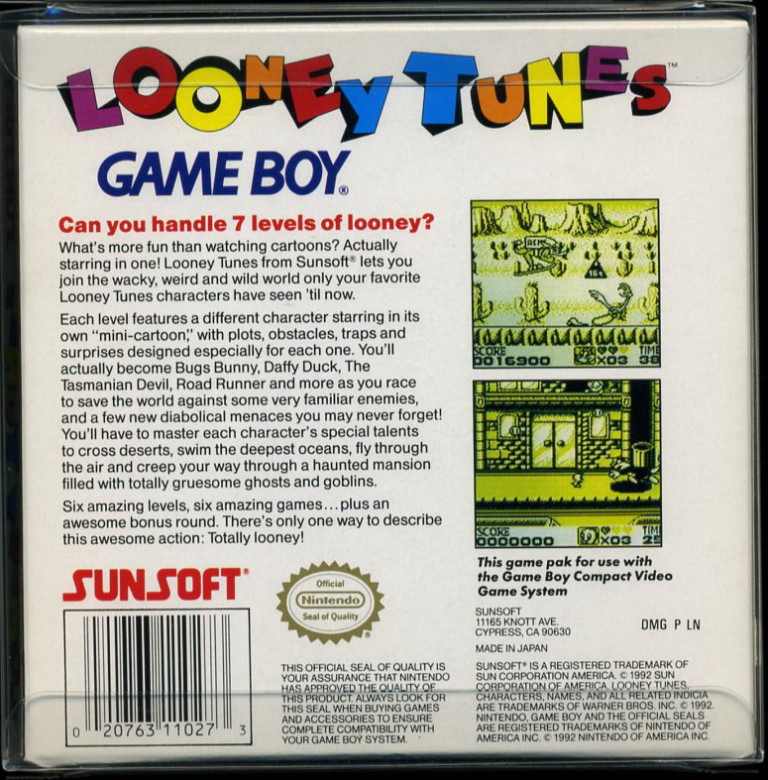 LOONEY TUNES™
GAME BOY®
Can you handle 7 levels of looney?
What's more fun than watching cartoons? Actually
starring in one! Looney Tunes from Sunsoft® lets you
join the wacky, weird and wild world only your favorite
Looney Tunes characters have seen 'til now.
Each level features a different character starring in its
own "mini-cartoon," with plots, obstacles, traps and
surprises designed especially for each one. You'll
actually become Bugs Bunny, Daffy Duck, The
Tasmanian Devil, Road Runner and more as you race
to save the world against some very familiar enemies,
and a few new diabolical menaces you may never forget!
You'll have to master each character's special talents
to cross deserts, swim the deepest oceans, fly through
the air and creep your way through a haunted mansion
filled with totally gruesome ghosts and goblins.
Six amazing levels, six amazing games...plus an
awesome bonus round. There's only one way to describe
this awesome action: Totally looney!
SCORE TIME
0016900 X03 38
SCORE TIM
0000000 X03 25
This game pak for use with
the Game Boy Compact Video
Game System
SUNSOFT®
Official
Nintendo
Seal of Quality
®
SUNSOFT
11165 KNOTT AVE.
CYPRESS, CA 90630
DMG P LN
MADE IN JAPAN
0 20763 11027 3
THIS OFFICIAL SEAL OF QUALITY IS
YOUR ASSURANCE THAT NINTENDO
HAS APPROVED THE QUALITY OF
THIS PRODUCT. ALWAYS LOOK FOR
THIS SEAL WHEN BUYING GAMES
AND ACCESSORIES TO ENSURE
COMPLETE COMPATIBILITY WITH
YOUR GAME BOY SYSTEM.
SUNSOFT® IS A REGISTERED TRADEMARK OF
SUN CORPORATION AMERICA. © 1992 SUN
CORPORATION OF AMERICA. LOONEY TUNES,
CHARACTERS, NAMES, AND ALL RELATED INDICIA
ARE TRADEMARKS OF WARNER BROS. INC. © 1992.
NINTENDO, GAME BOY AND THE OFFICIAL SEALS
ARE REGISTERED TRADEMARKS OF NINTENDO OF
AMERICA INC. © 1992 NINTENDO OF AMERICA INC.